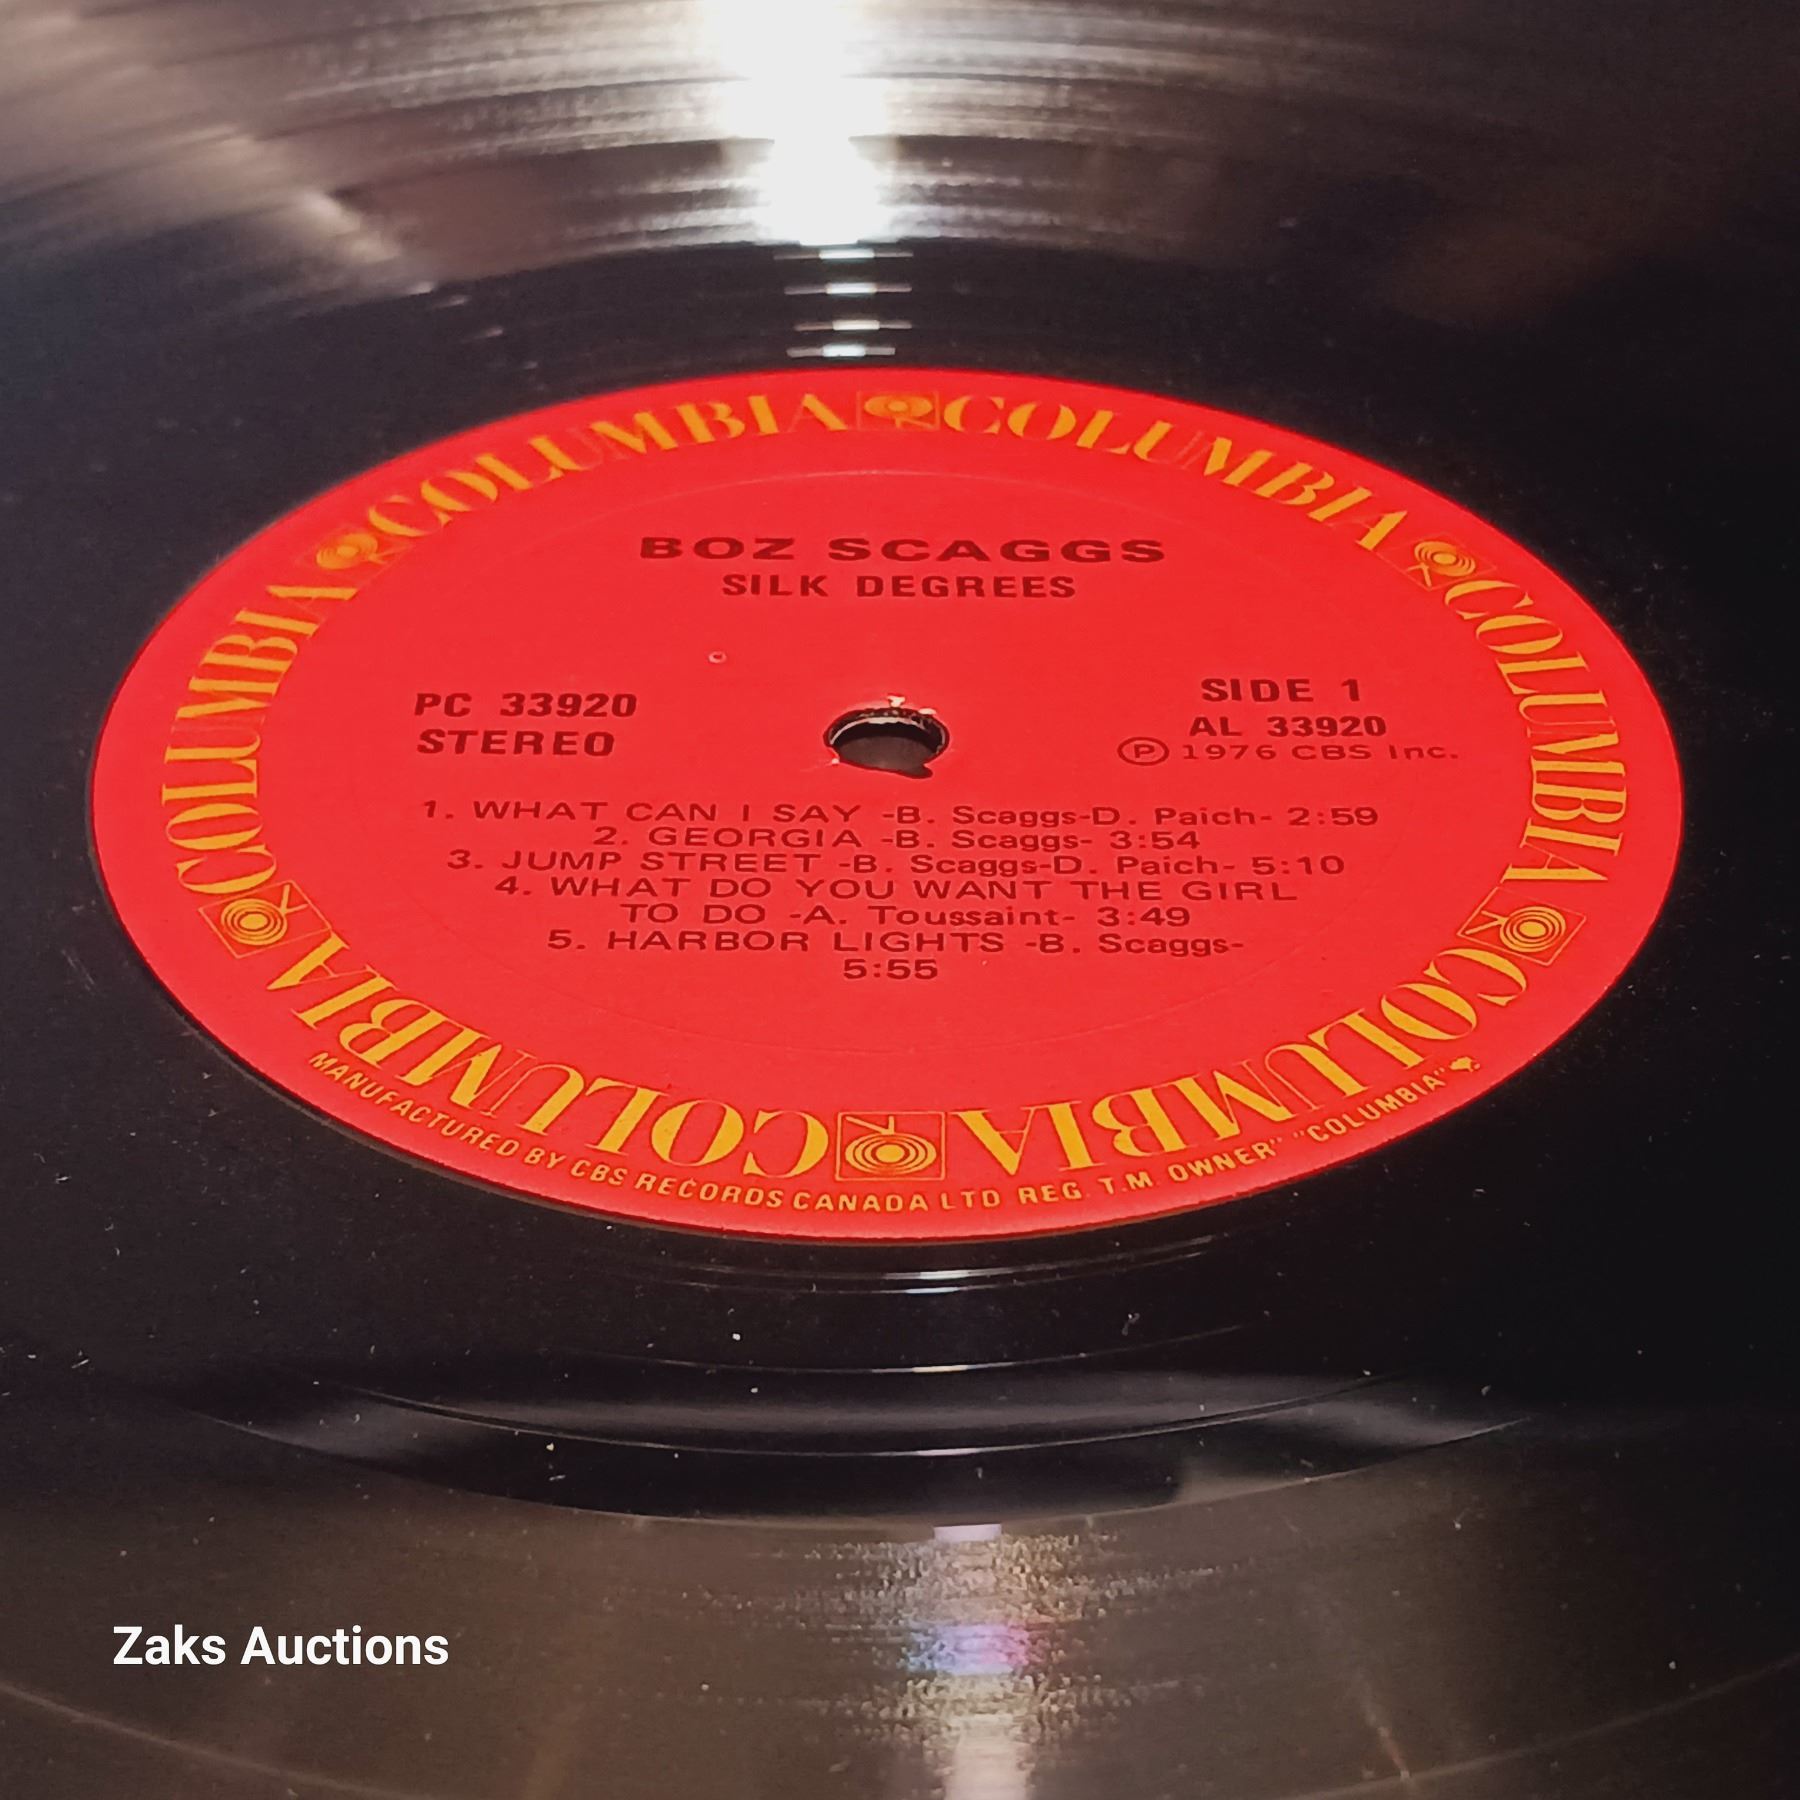 COLUMBIA COLUMBIA COLUMBIA COLUMBIA COLUMBIA COLUMBIA
BOZ SCAGGS
SILK DEGREES
PC 33920
STEREO
SIDE 1
AL 33920
Ⓟ 1976 CBS Inc.
1. WHAT CAN I SAY -B. Scaggs-D. Paich- 2:59
2. GEORGIA -B. Scaggs- 3:54
3. JUMP STREET -B. Scaggs-D. Paich- 5:10
4. WHAT DO YOU WANT THE GIRL
TO DO -A. Toussaint- 3:49
5. HARBOR LIGHTS -B. Scaggs-
5:55
MANUFACTURED BY CBS RECORDS CANADA LTD REG. T.M OWNER" "COLUMBIA"
Zaks Auctions